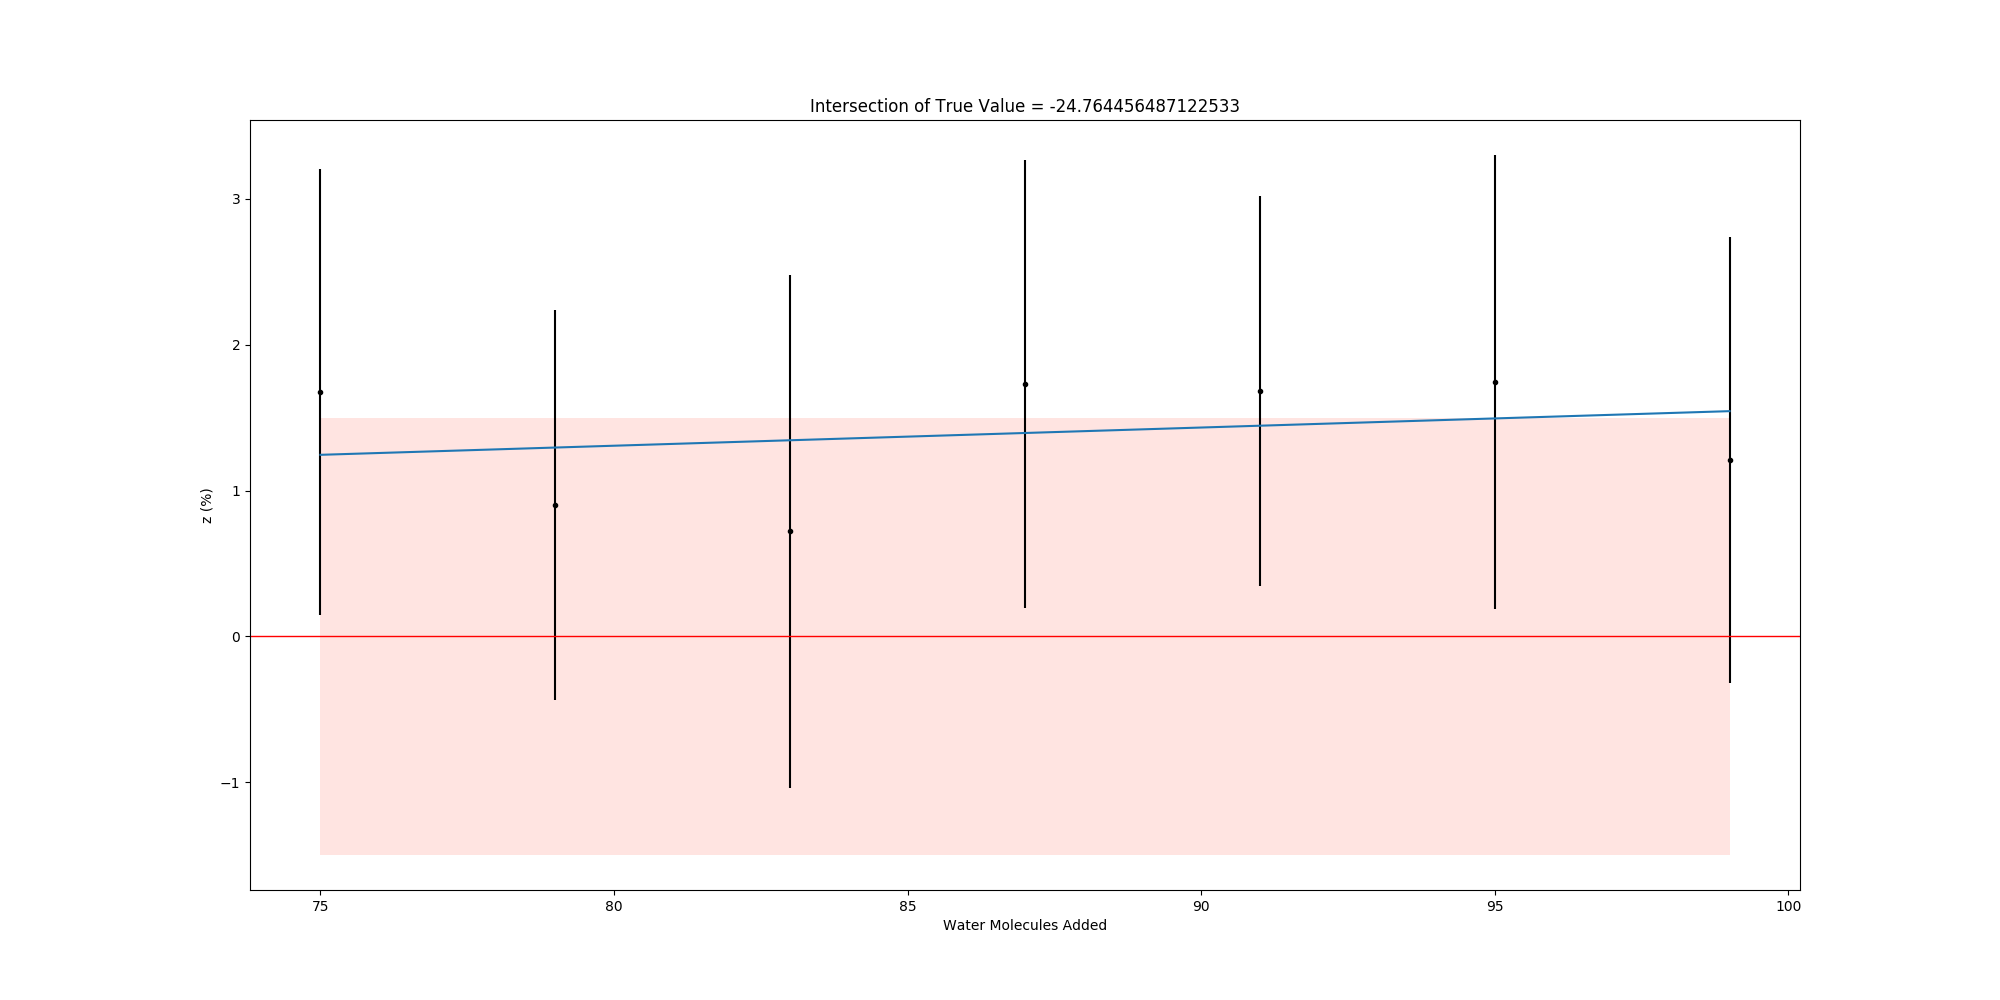 Intersection of True Value = -24.764456487122533
3
2
1
0
−1
z (%)
75 80 85 90 95 100
Water Molecules Added